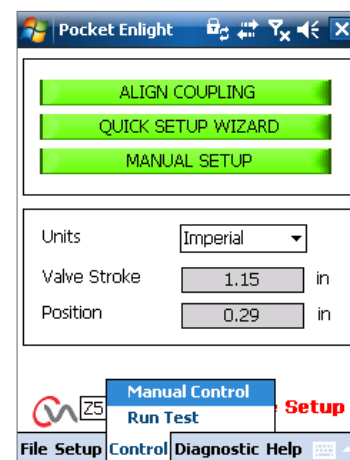 Pocket Enlight
ALIGN COUPLING
QUICK SETUP WIZARD
MANUAL SETUP
Units Imperial
Valve Stroke 1.15 in
Position 0.29 in
Manual Control
Z5 Setup
Run Test
File Setup Control Diagnostic Help